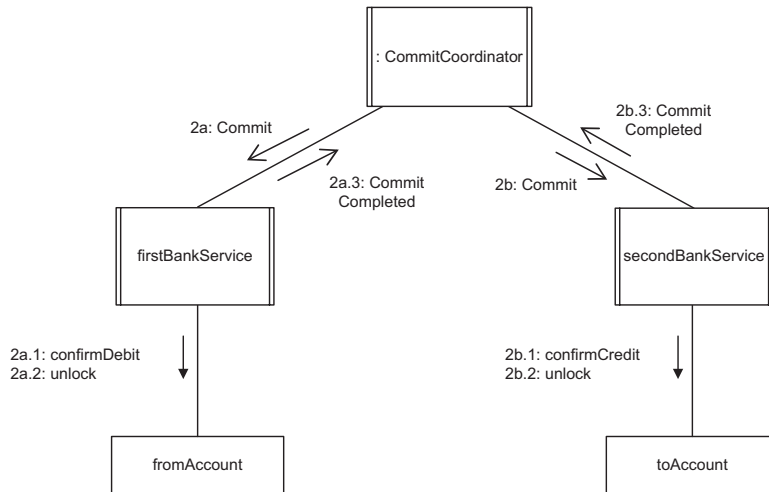 : CommitCoordinator
2a: Commit
2b.3: Commit
Completed
2a.3: Commit
Completed
2b: Commit
firstBankService
secondBankService
2a.1: confirmDebit
2a.2: unlock
2b.1: confirmCredit
2b.2: unlock
fromAccount
toAccount